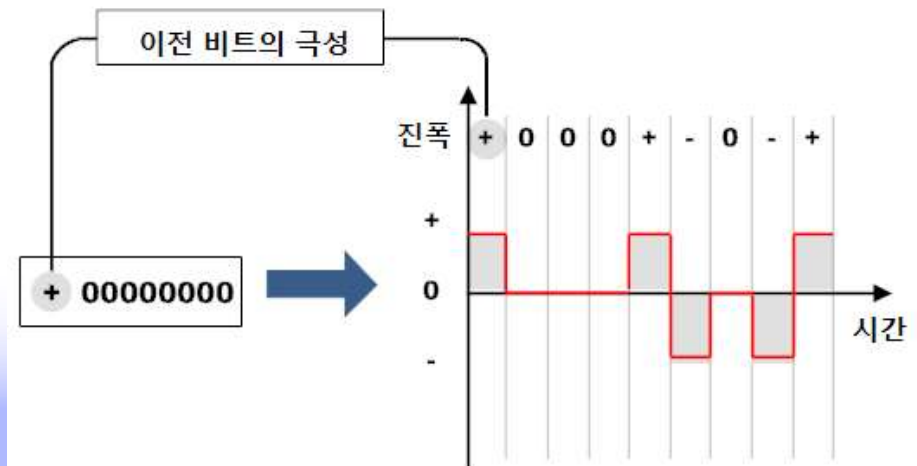 이전 비트의 극성
진폭
+ 0 0 0 + - 0 - +
+
+ 00000000
0
시간
-